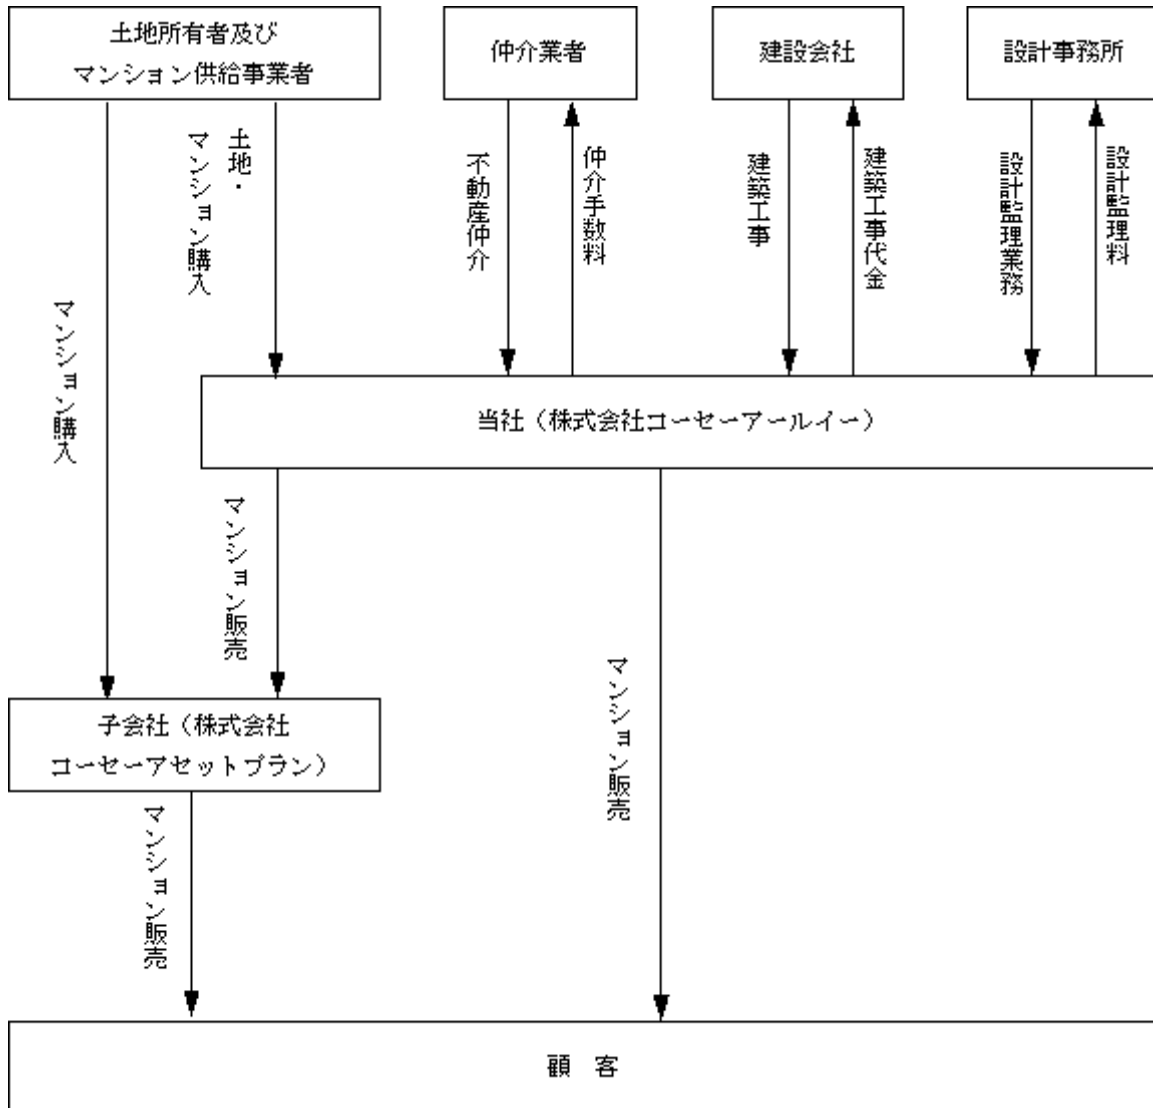 土地所有者及び
マンション供給事業者
仲介業者
建設会社
設計事務所
土地・
マンション購入
不動産仲介
仲介手数料
建築工事
建築工事代金
設計監理業務
設計監理料
マンション購入
当社（株式会社コーセーアールイー）
マンション販売
マンション販売
子会社（株式会社
コーセーアセットプラン）
マンション販売
顧　客